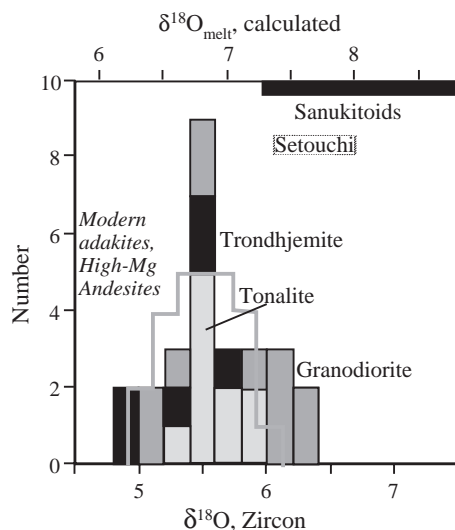 δ18Omelt, calculated
6 7 8
10
8
6
4
2
0
Number
Sanukitoids
Setouchi
Modern
adakites,
High-Mg
Andesites
Trondhjemite
Tonalite
Granodiorite
5 6 7
δ18O, Zircon